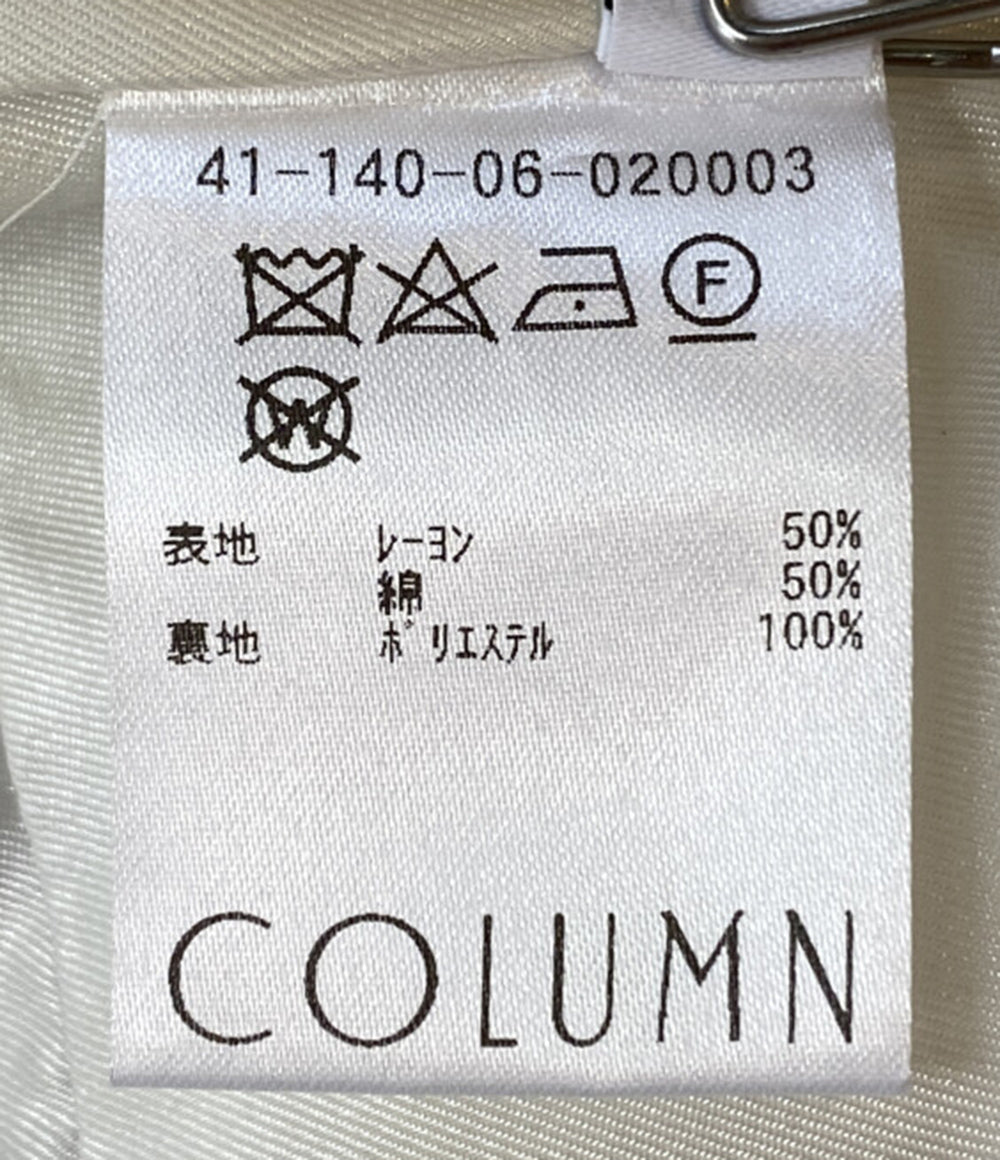 41-140-06-020003
F
W
表地 レーヨン 50%
綿 50%
裏地 ポリエステル 100%
COLUMN